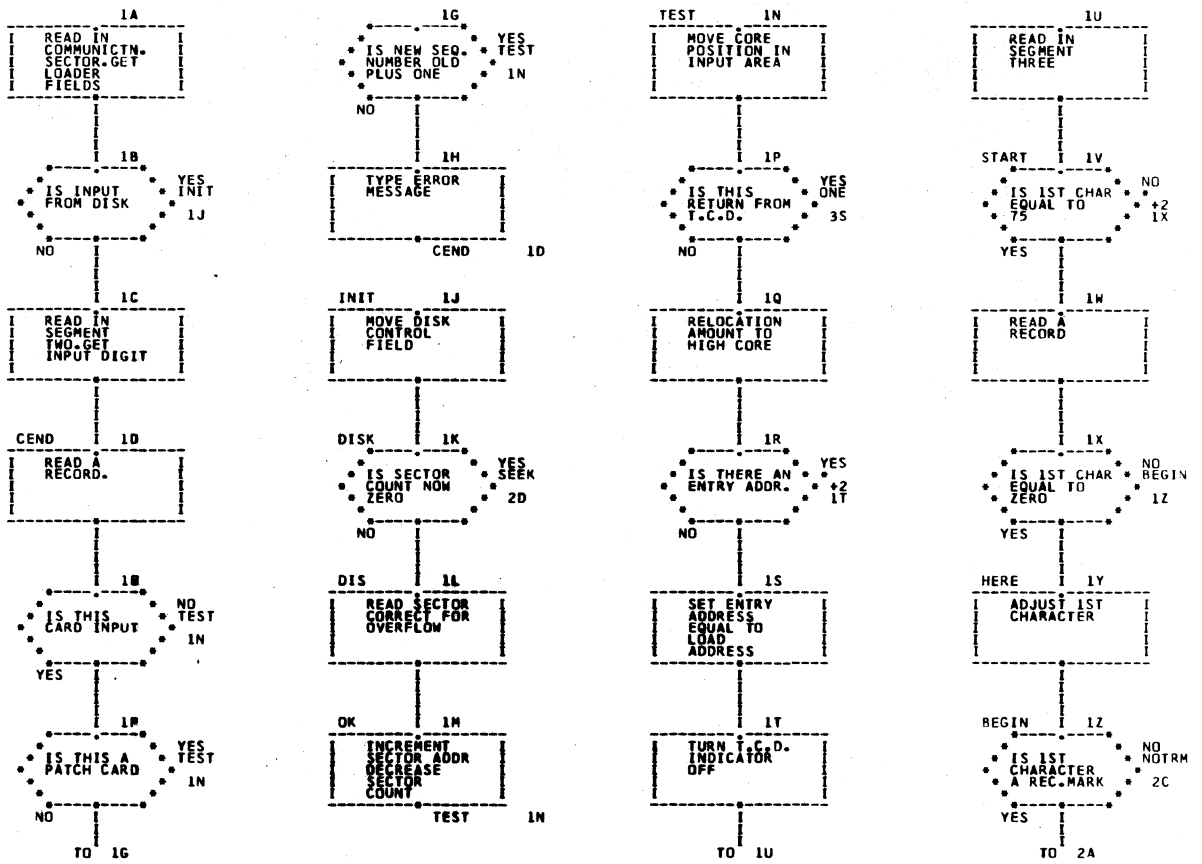 1A
READ IN
COMMUNICTN.
SECTOR.GET
LOADER
FIELDS
1B
IS INPUT
FROM DISK
YES
INIT
1J
NO
1C
READ IN
SEGMENT
TWO.GET
INPUT DIGIT
CEND 1D
READ A
RECORD.
1E
IS THIS
CARD INPUT
NO
TEST
1N
YES
1F
IS THIS A
PATCH CARD
YES
TEST
1N
NO
TO 1G
1G
IS NEW SEQ.
NUMBER OLD
PLUS ONE
YES
TEST
1N
NO
1H
TYPE ERROR
MESSAGE
CEND 1D
INIT 1J
MOVE DISK
CONTROL
FIELD
DISK 1K
IS SECTOR
COUNT NOW
ZERO
YES
SEEK
2D
NO
DIS 1L
READ SECTOR
CORRECT FOR
OVERFLOW
OK 1M
INCREMENT
SECTOR ADDR
DECREASE
SECTOR
COUNT
TEST 1N
TEST 1N
MOVE CORE
POSITION IN
INPUT AREA
1P
IS THIS
RETURN FROM
T.C.D.
YES
ONE
3S
NO
1Q
RELOCATION
AMOUNT TO
HIGH CORE
1R
IS THERE AN
ENTRY ADDR.
YES
+2
1T
NO
1S
SET ENTRY
ADDRESS
EQUAL TO
LOAD
ADDRESS
1T
TURN T.C.D.
INDICATOR
OFF
TO 1U
1U
READ IN
SEGMENT
THREE
START 1V
IS 1ST CHAR
EQUAL TO
75
NO
+2
1X
YES
1W
READ A
RECORD
1X
IS 1ST CHAR
EQUAL TO
ZERO
NO
BEGIN
1Z
YES
HERE 1Y
ADJUST 1ST
CHARACTER
BEGIN 1Z
IS 1ST
CHARACTER
A REC.MARK
NO
NOTRM
2C
YES
TO 2A